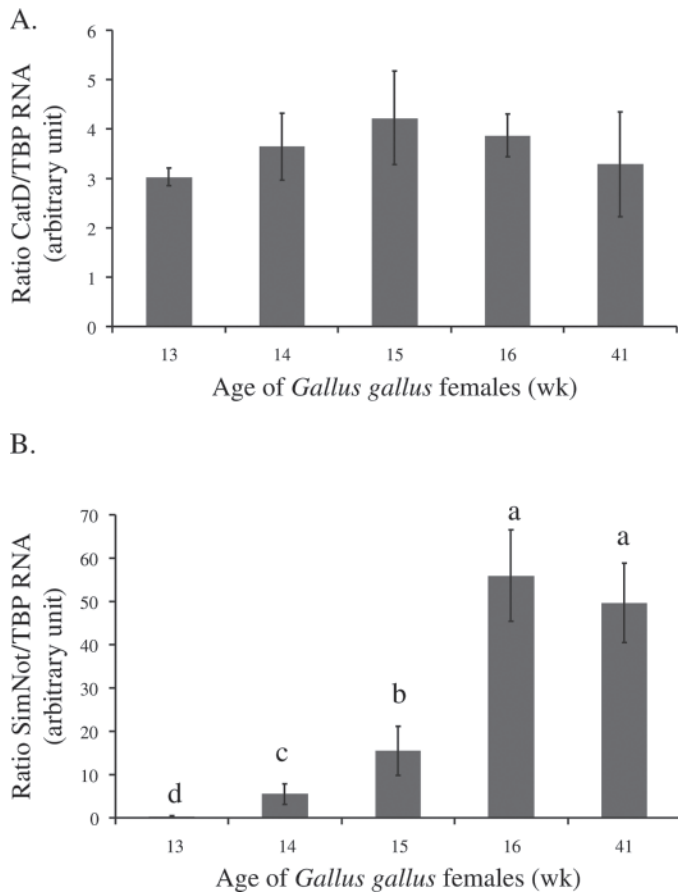 A.
Ratio CatD/TBP RNA
(arbitrary unit)
6
5
4
3
2
1
0
13 14 15 16 41
Age of Gallus gallus females (wk)
B.
Ratio SimNot/TBP RNA
(arbitrary unit)
70
60
50
40
30
20
10
0
d c b a a
13 14 15 16 41
Age of Gallus gallus females (wk)